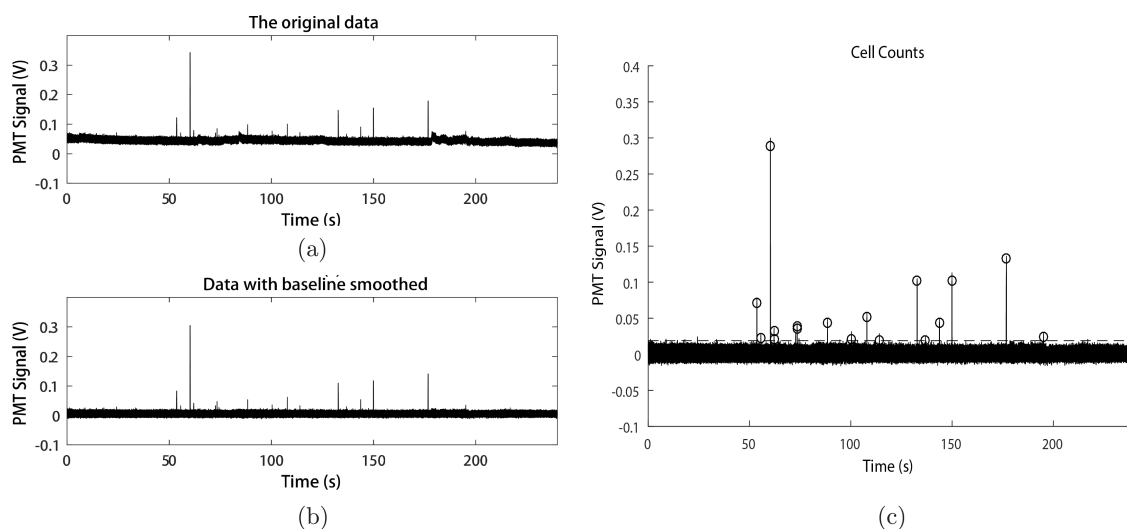 The original data
PMT Signal (V)
0.3
0.2
0.1
0
-0.1
0 50 100 150 200
Time (s)
(a)
Data with baseline smoothed
PMT Signal (V)
0.3
0.2
0.1
0
-0.1
0 50 100 150 200
Time (s)
(b)
Cell Counts
PMT Signal (V)
0.4
0.35
0.3
0.25
0.2
0.15
0.1
0.05
0
-0.05
-0.1
0 50 100 150 200
Time (s)
(c)